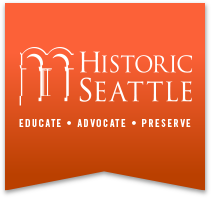 HISTORIC
SEATTLE
EDUCATE • ADVOCATE • PRESERVE